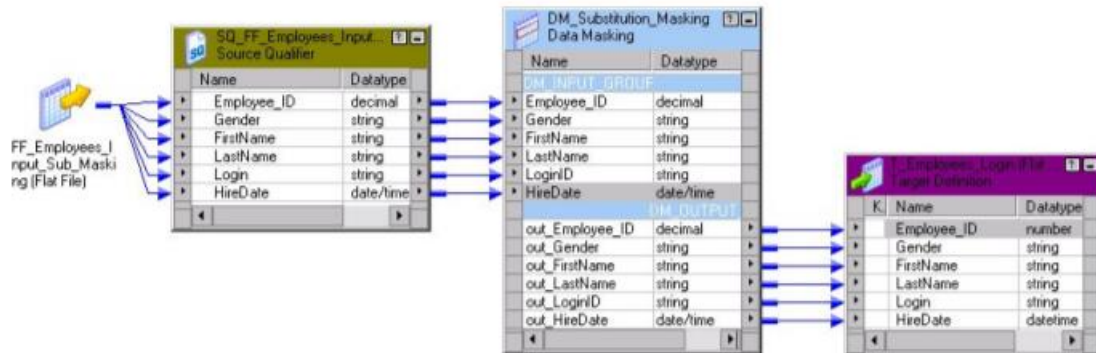 FF_Employees_I
nput_Sub_Maski
ng (Flat File)
SQ_FF_Employees_Input...
Source Qualifier
Name Datatype
Employee_ID decimal
Gender string
FirstName string
LastName string
Login string
HireDate date/time
DM_Substitution_Masking
Data Masking
Name Datatype
DM_INPUT_GROUP
Employee_ID decimal
Gender string
FirstName string
LastName string
LoginID string
HireDate date/time
DM_OUTPUT
out_Employee_ID decimal
out_Gender string
out_FirstName string
out_LastName string
out_LoginID string
out_HireDate date/time
T_Employees_Login (Flat ...
Target Definition
K. Name Datatype
Employee_ID number
Gender string
FirstName string
LastName string
Login string
HireDate datetime